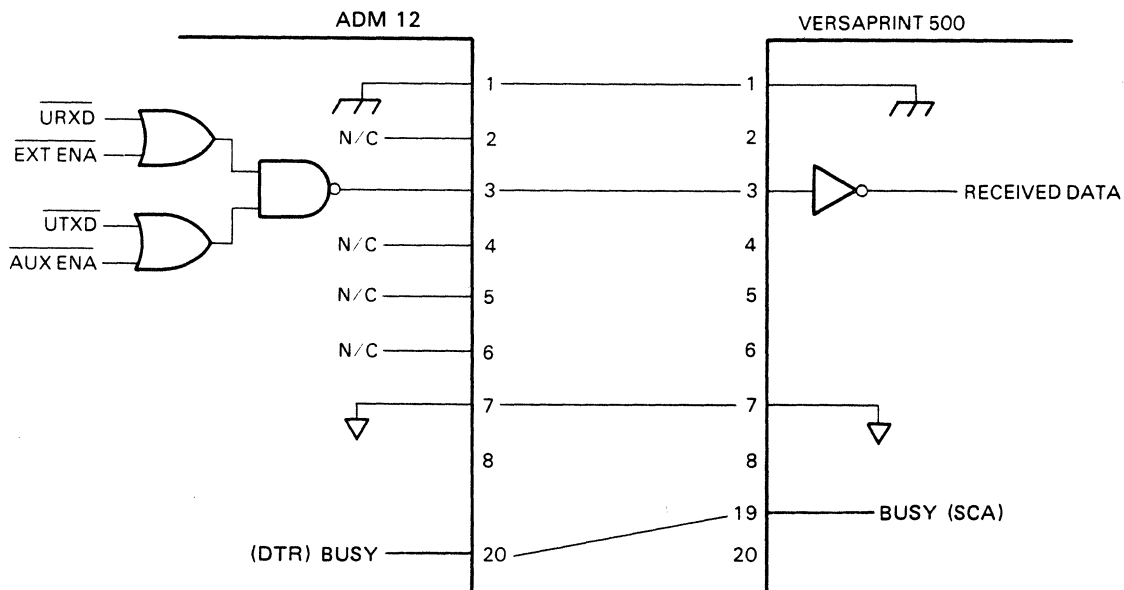 ADM 12
VERSAPRINT 500
1 1
URXD
N/C 2 2
EXT ENA
3 3 RECEIVED DATA
UTXD
N/C 4 4
AUX ENA
N/C 5 5
N/C 6 6
7 7
8 8
19 BUSY (SCA)
(DTR) BUSY 20 20